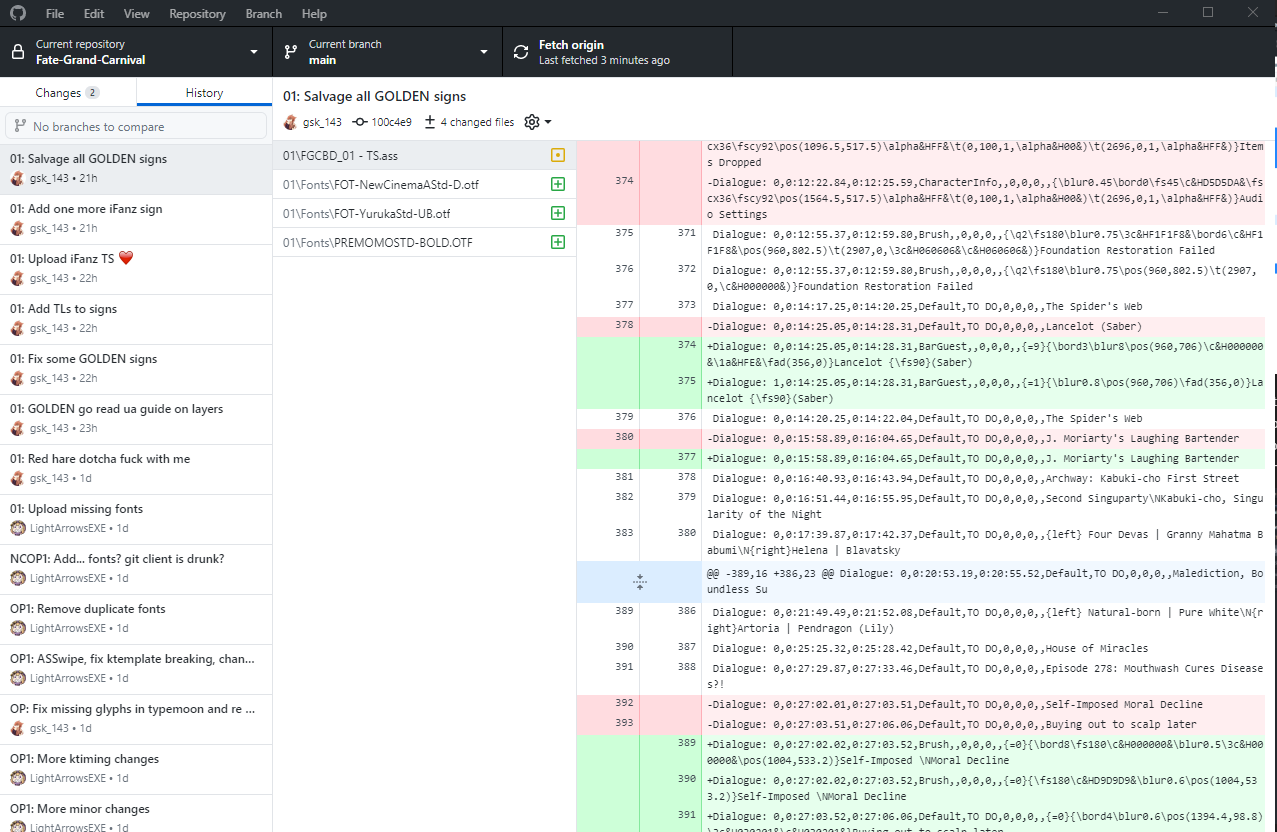 File Edit View Repository Branch Help
Current repository
Fate-Grand-Carnival
Current branch
main
Fetch origin
Last fetched 3 minutes ago
Changes 2
History
No branches to compare
01: Salvage all GOLDEN signs
gsk_143 • 21h
01: Add one more iFanz sign
gsk_143 • 21h
01: Upload iFanz TS ❤️
gsk_143 • 22h
01: Add TLs to signs
gsk_143 • 22h
01: Fix some GOLDEN signs
gsk_143 • 22h
01: GOLDEN go read ua guide on layers
gsk_143 • 23h
01: Red hare dotcha fuck with me
gsk_143 • 1d
01: Upload missing fonts
LightArrowsEXE • 1d
NCOP1: Add... fonts? git client is drunk?
LightArrowsEXE • 1d
OP1: Remove duplicate fonts
LightArrowsEXE • 1d
OP1: ASSwipe, fix ktemplate breaking, chan...
LightArrowsEXE • 1d
OP: Fix missing glyphs in typemoon and re ...
gsk_143 • 1d
OP1: More ktiming changes
LightArrowsEXE • 1d
OP1: More minor changes
LightArrowsEXE • 1d
01: Salvage all GOLDEN signs
gsk_143 100c4e9 4 changed files
01\FGCBD_01 - TS.ass
01\Fonts\FOT-NewCinemaAStd-D.otf
01\Fonts\FOT-YurukaStd-UB.otf
01\Fonts\PREMOMOSTD-BOLD.OTF
cx36\fscy92\pos(1096.5,517.5)\alpha&HFF&\t(0,100,1,\alpha&H00&)\t(2696,0,1,\alpha&HFF&)}Item
s Dropped
374 -Dialogue: 0,0:12:22.84,0:12:25.59,CharacterInfo,,0,0,0,,{\blur0.45\bord0\fs45\c&HD5D5DA&\fs
cx36\fscy92\pos(1564.5,517.5)\alpha&HFF&\t(0,100,1,\alpha&H00&)\t(2696,0,1,\alpha&HFF&)}Audi
o Settings
375 371 Dialogue: 0,0:12:55.37,0:12:59.80,Brush,,0,0,0,,{\q2\fs180\blur0.75\3c&HF1F1F8&\bord6\c&HF1
F1F8&\pos(960,802.5)\t(2907,0,\3c&H060606&\c&H060606&)}Foundation Restoration Failed
376 372 Dialogue: 0,0:12:55.37,0:12:59.80,Brush,,0,0,0,,{\q2\fs180\blur0.75\pos(960,802.5)\t(2907,
0,\c&H000000&)}Foundation Restoration Failed
377 373 Dialogue: 0,0:14:17.25,0:14:20.25,Default,TO DO,0,0,0,,The Spider's Web
378 -Dialogue: 0,0:14:25.05,0:14:28.31,Default,TO DO,0,0,0,,Lancelot (Saber)
374 +Dialogue: 0,0:14:25.05,0:14:28.31,BarGuest,,0,0,0,,{=9}{\bord3\blur8\pos(960,706)\c&H000000
&\1a&HFE&\fad(356,0)}Lancelot {\fs90}(Saber)
375 +Dialogue: 1,0:14:25.05,0:14:28.31,BarGuest,,0,0,0,,{=1}{\blur0.8\pos(960,706)\fad(356,0)}La
ncelot {\fs90}(Saber)
379 376 Dialogue: 0,0:14:20.25,0:14:22.04,Default,TO DO,0,0,0,,The Spider's Web
380 -Dialogue: 0,0:15:58.89,0:16:04.65,Default,TO DO,0,0,0,,J. Moriarty's Laughing Bartender
377 +Dialogue: 0,0:15:58.89,0:16:04.65,Default,TO DO,0,0,0,,J. Moriarty's Laughing Bartender
381 378 Dialogue: 0,0:16:40.93,0:16:43.94,Default,TO DO,0,0,0,,Archway: Kabuki-cho First Street
382 379 Dialogue: 0,0:16:51.44,0:16:55.95,Default,TO DO,0,0,0,,Second Singuparty\NKabuki-cho, Singu
larity of the Night
383 380 Dialogue: 0,0:17:39.87,0:17:42.37,Default,TO DO,0,0,0,,{left} Four Devas | Granny Mahatma B
abumi\N{right}Helena | Blavatsky
@@ -389,16 +386,23 @@ Dialogue: 0,0:20:53.19,0:20:55.52,Default,TO DO,0,0,0,,Malediction, Bo
undless Su
389 386 Dialogue: 0,0:21:49.49,0:21:52.08,Default,TO DO,0,0,0,,{left} Natural-born | Pure White\N{r
ight}Artoria | Pendragon (Lily)
390 387 Dialogue: 0,0:25:25.32,0:25:28.42,Default,TO DO,0,0,0,,House of Miracles
391 388 Dialogue: 0,0:27:29.87,0:27:33.46,Default,TO DO,0,0,0,,Episode 278: Mouthwash Cures Disease
s?!
392 -Dialogue: 0,0:27:02.01,0:27:03.51,Default,TO DO,0,0,0,,Self-Imposed Moral Decline
393 -Dialogue: 0,0:27:03.51,0:27:06.06,Default,TO DO,0,0,0,,Buying out to scalp later
389 +Dialogue: 0,0:27:02.02,0:27:03.52,Brush,,0,0,0,,{=0}{\bord8\fs180\c&H000000&\blur0.5\3c&H00
0000&\pos(1004,533.2)}Self-Imposed \NMoral Decline
390 +Dialogue: 0,0:27:02.02,0:27:03.52,Brush,,0,0,0,,{=0}{\fs180\c&HD9D9D9&\blur0.6\pos(1004,53
3.2)}Self-Imposed \NMoral Decline
391 +Dialogue: 0,0:27:03.52,0:27:06.06,Default,,0,0,0,,{=0}{\bord4\blur0.6\pos(1394.4,98.8)